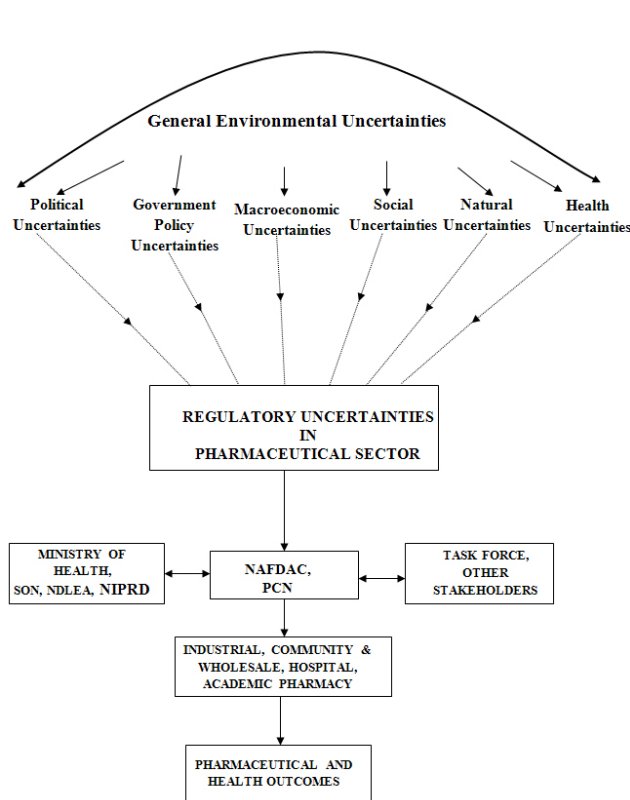 General Environmental Uncertainties
Political
Uncertainties
Government
Policy
Uncertainties
Macroeconomic
Uncertainties
Social
Uncertainties
Natural
Uncertainties
Health
Uncertainties
REGULATORY UNCERTAINTIES
IN
PHARMACEUTICAL SECTOR
MINISTRY OF
HEALTH,
SON, NDLEA, NIPRD
NAFDAC,
PCN
TASK FORCE,
OTHER
STAKEHOLDERS
INDUSTRIAL, COMMUNITY &
WHOLESALE, HOSPITAL,
ACADEMIC PHARMACY
PHARMACEUTICAL AND
HEALTH OUTCOMES